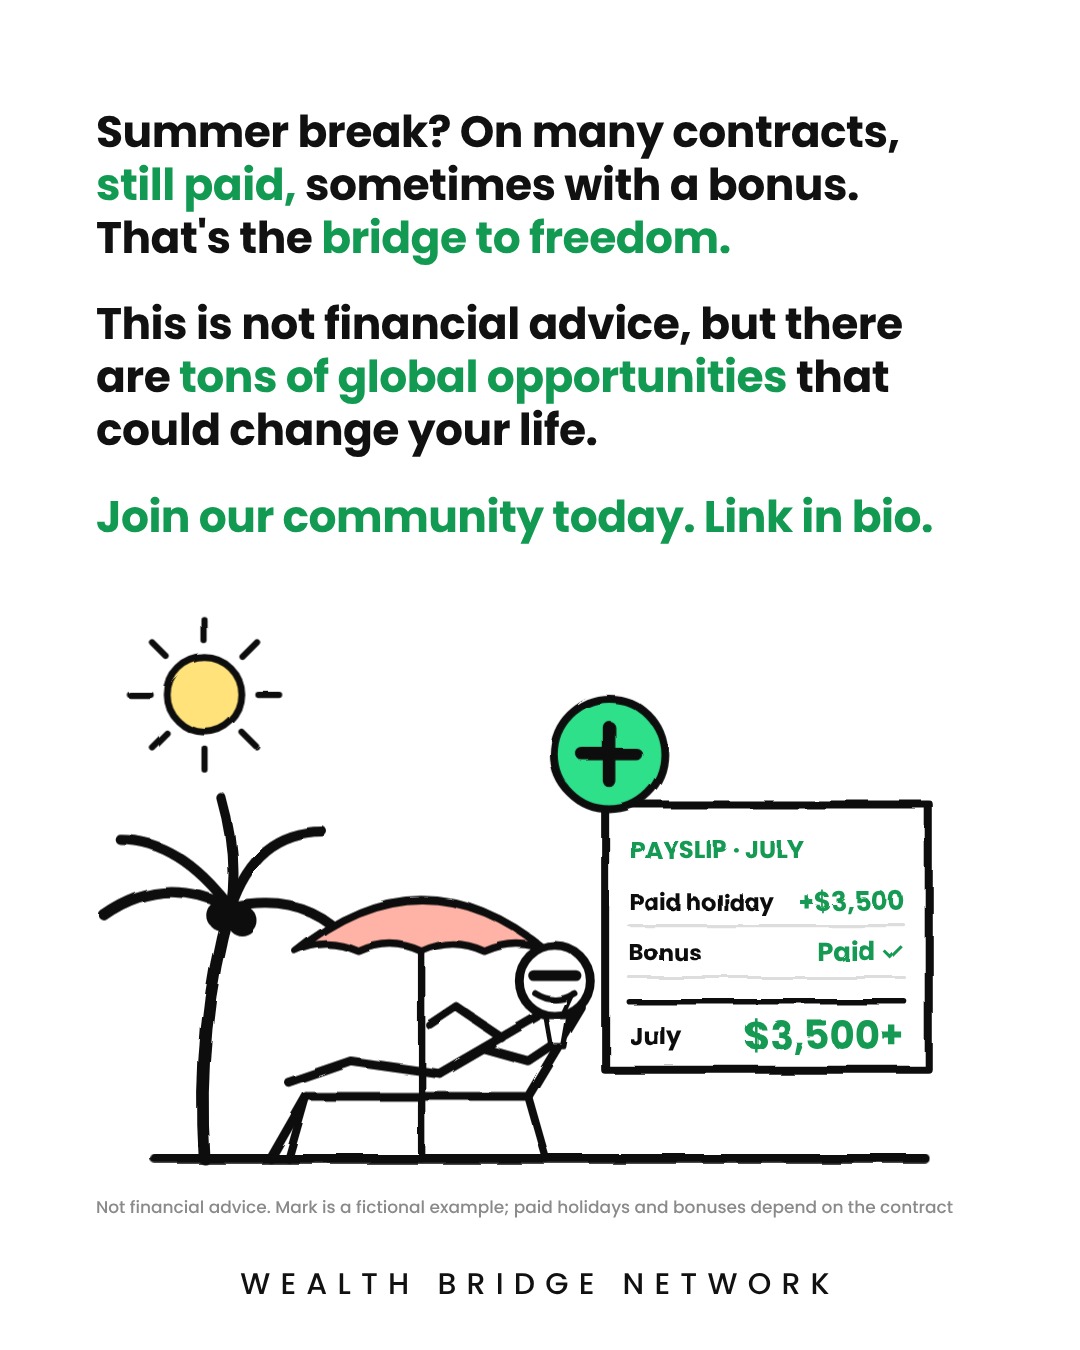 Summer break? On many contracts,
still paid, sometimes with a bonus.
That's the bridge to freedom.
This is not financial advice, but there
are tons of global opportunities that
could change your life.
Join our community today. Link in bio.
PAYSLIP · JULY
Paid holiday +$3,500
Bonus Paid ✓
July $3,500+
Not financial advice. Mark is a fictional example; paid holidays and bonuses depend on the contract
WEALTH BRIDGE NETWORK